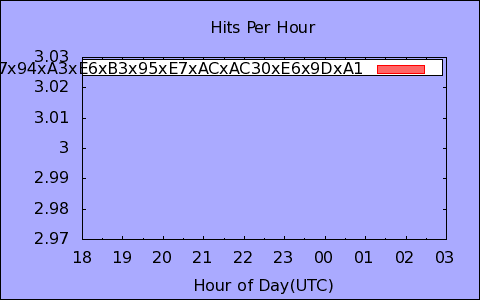 Hits Per Hour
3.03
7x94xA3xE6xB3x95xE7xACxAC30xE6x9DxA1
3.02
3.01
3
2.99
2.98
2.97
18 19 20 21 22 23 00 01 02 03
Hour of Day(UTC)